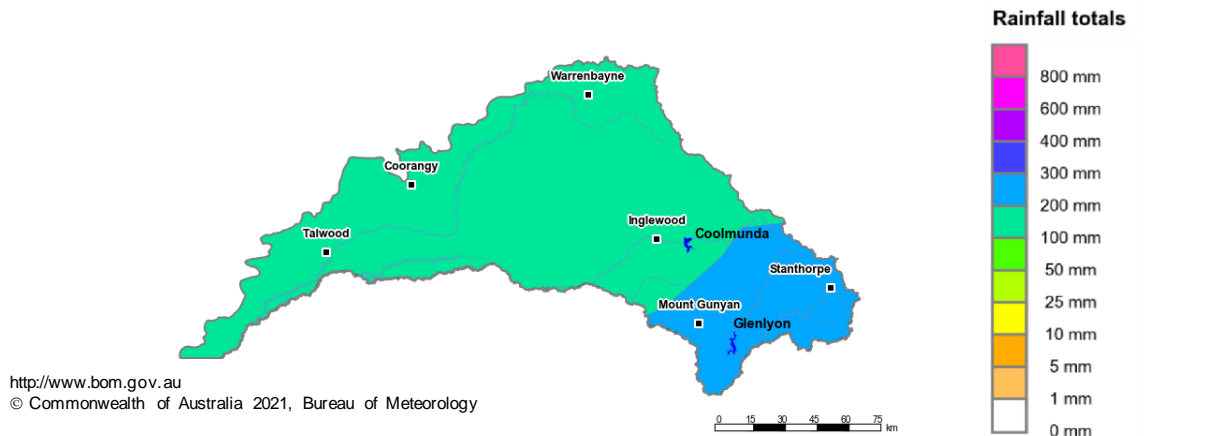 Rainfall totals
Warrenbayne
Coorangy
Talwood
Inglewood
Coolmunda
Stanthorpe
Mount Gunyan
Glenlyon
800 mm
600 mm
400 mm
300 mm
200 mm
100 mm
50 mm
25 mm
10 mm
5 mm
1 mm
0 mm
http://www.bom.gov.au
© Commonwealth of Australia 2021, Bureau of Meteorology
0 15 30 45 60 75
km